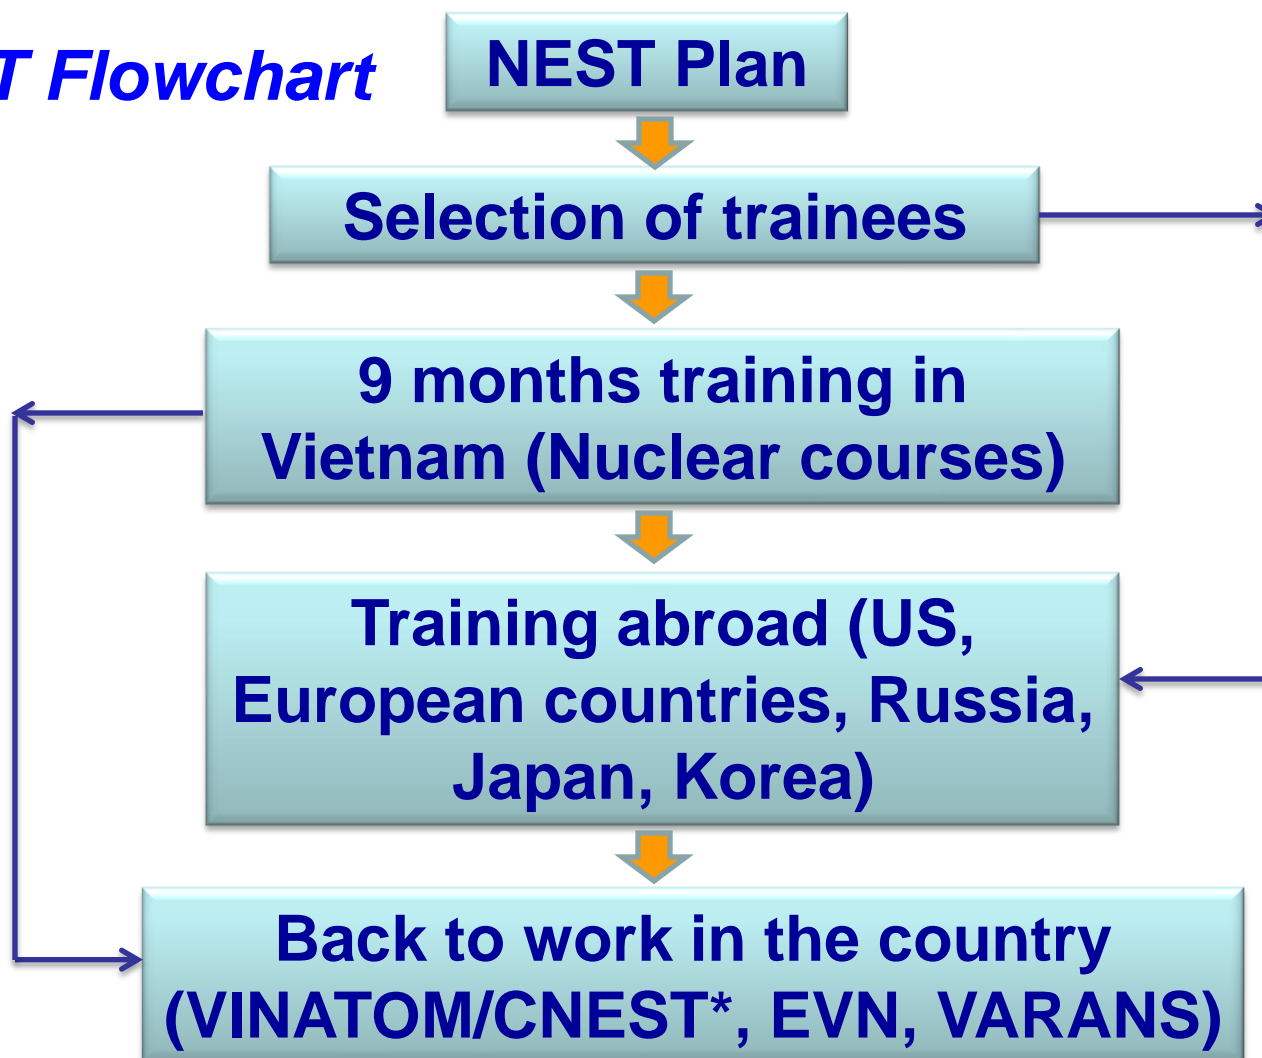 T Flowchart
NEST Plan
Selection of trainees
9 months training in
Vietnam (Nuclear courses)
Training abroad (US,
European countries, Russia,
Japan, Korea)
Back to work in the country
(VINATOM/CNEST*, EVN, VARANS)